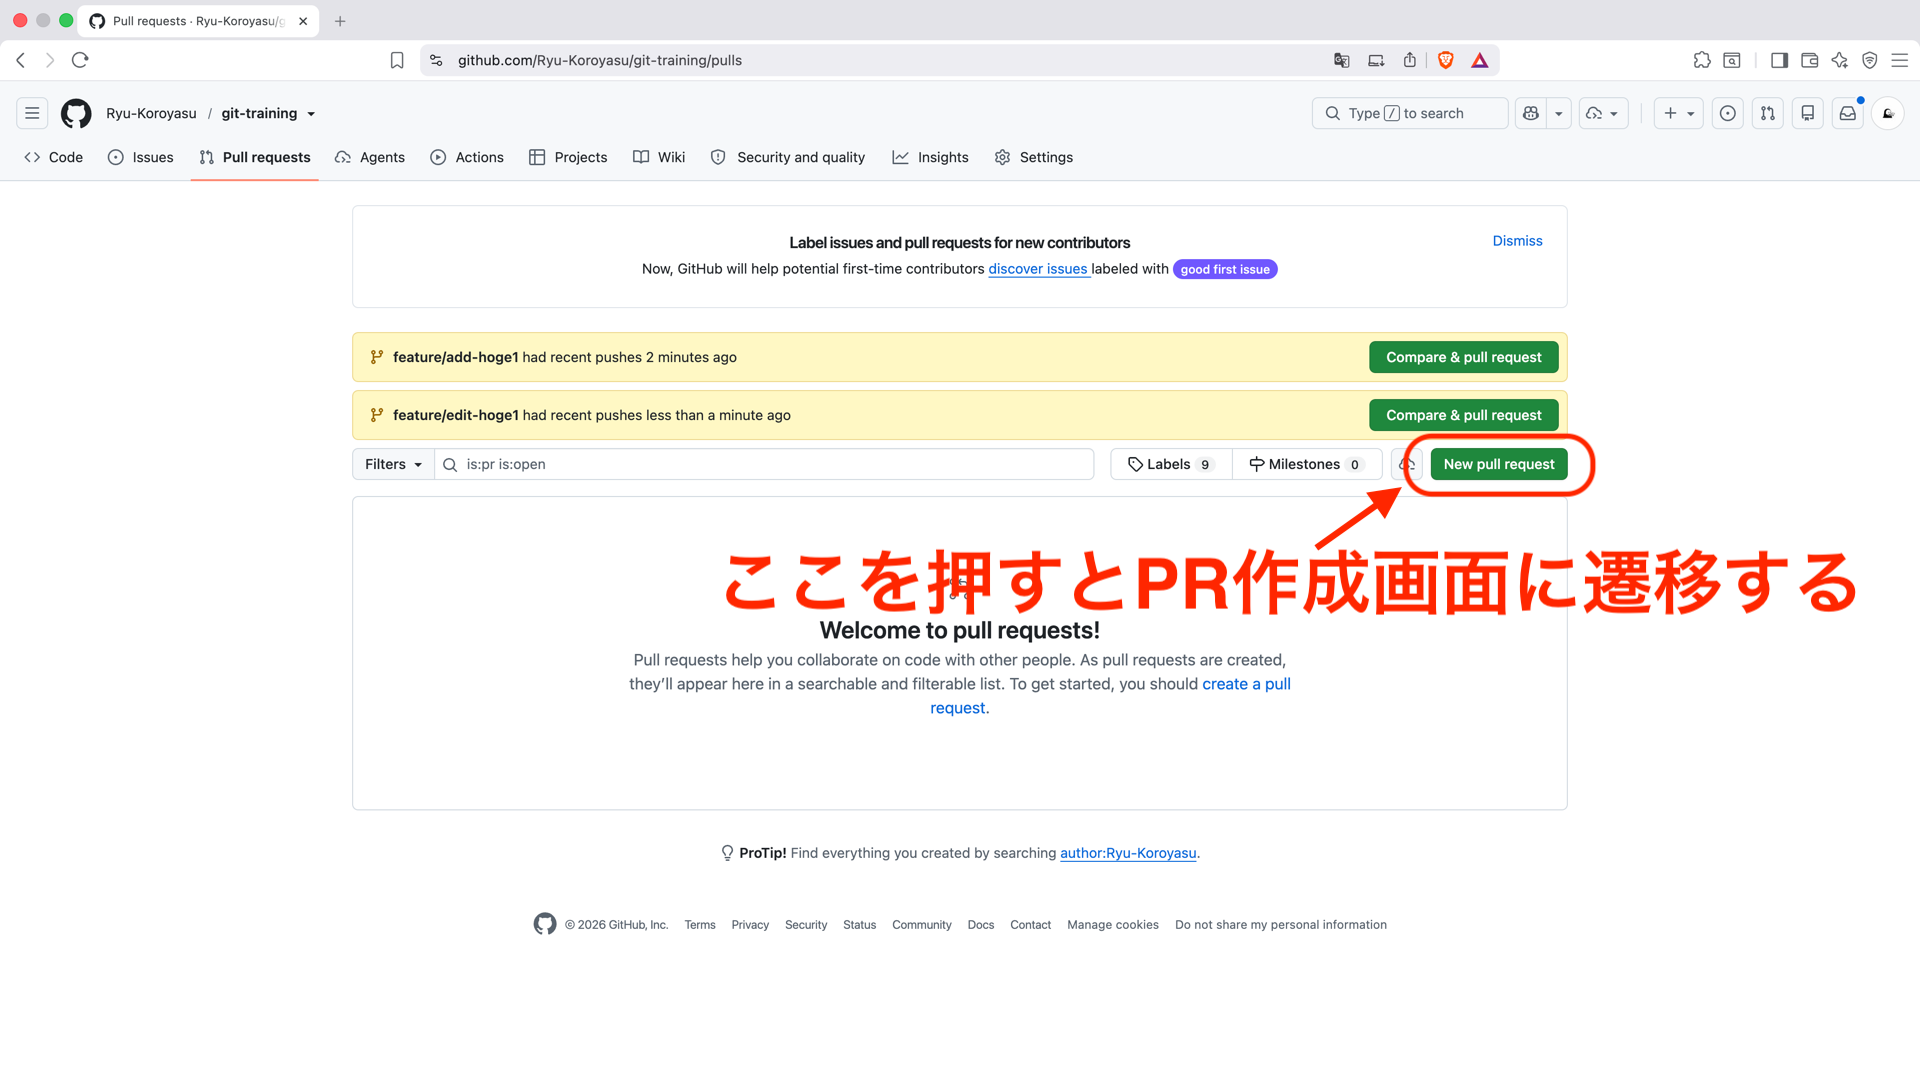 Pull requests · Ryu-Koroyasu/g
github.com/Ryu-Koroyasu/git-training/pulls
Ryu-Koroyasu / git-training
Type / to search
Code Issues Pull requests Agents Actions Projects Wiki Security and quality Insights Settings
Label issues and pull requests for new contributors
Dismiss
Now, GitHub will help potential first-time contributors discover issues labeled with good first issue
feature/add-hoge1 had recent pushes 2 minutes ago
Compare & pull request
feature/edit-hoge1 had recent pushes less than a minute ago
Compare & pull request
Filters is:pr is:open Labels 9 Milestones 0 New pull request
ここを押すとPR作成画面に遷移する
Welcome to pull requests!
Pull requests help you collaborate on code with other people. As pull requests are created,
they’ll appear here in a searchable and filterable list. To get started, you should create a pull
request.
ProTip! Find everything you created by searching author:Ryu-Koroyasu.
© 2026 GitHub, Inc. Terms Privacy Security Status Community Docs Contact Manage cookies Do not share my personal information